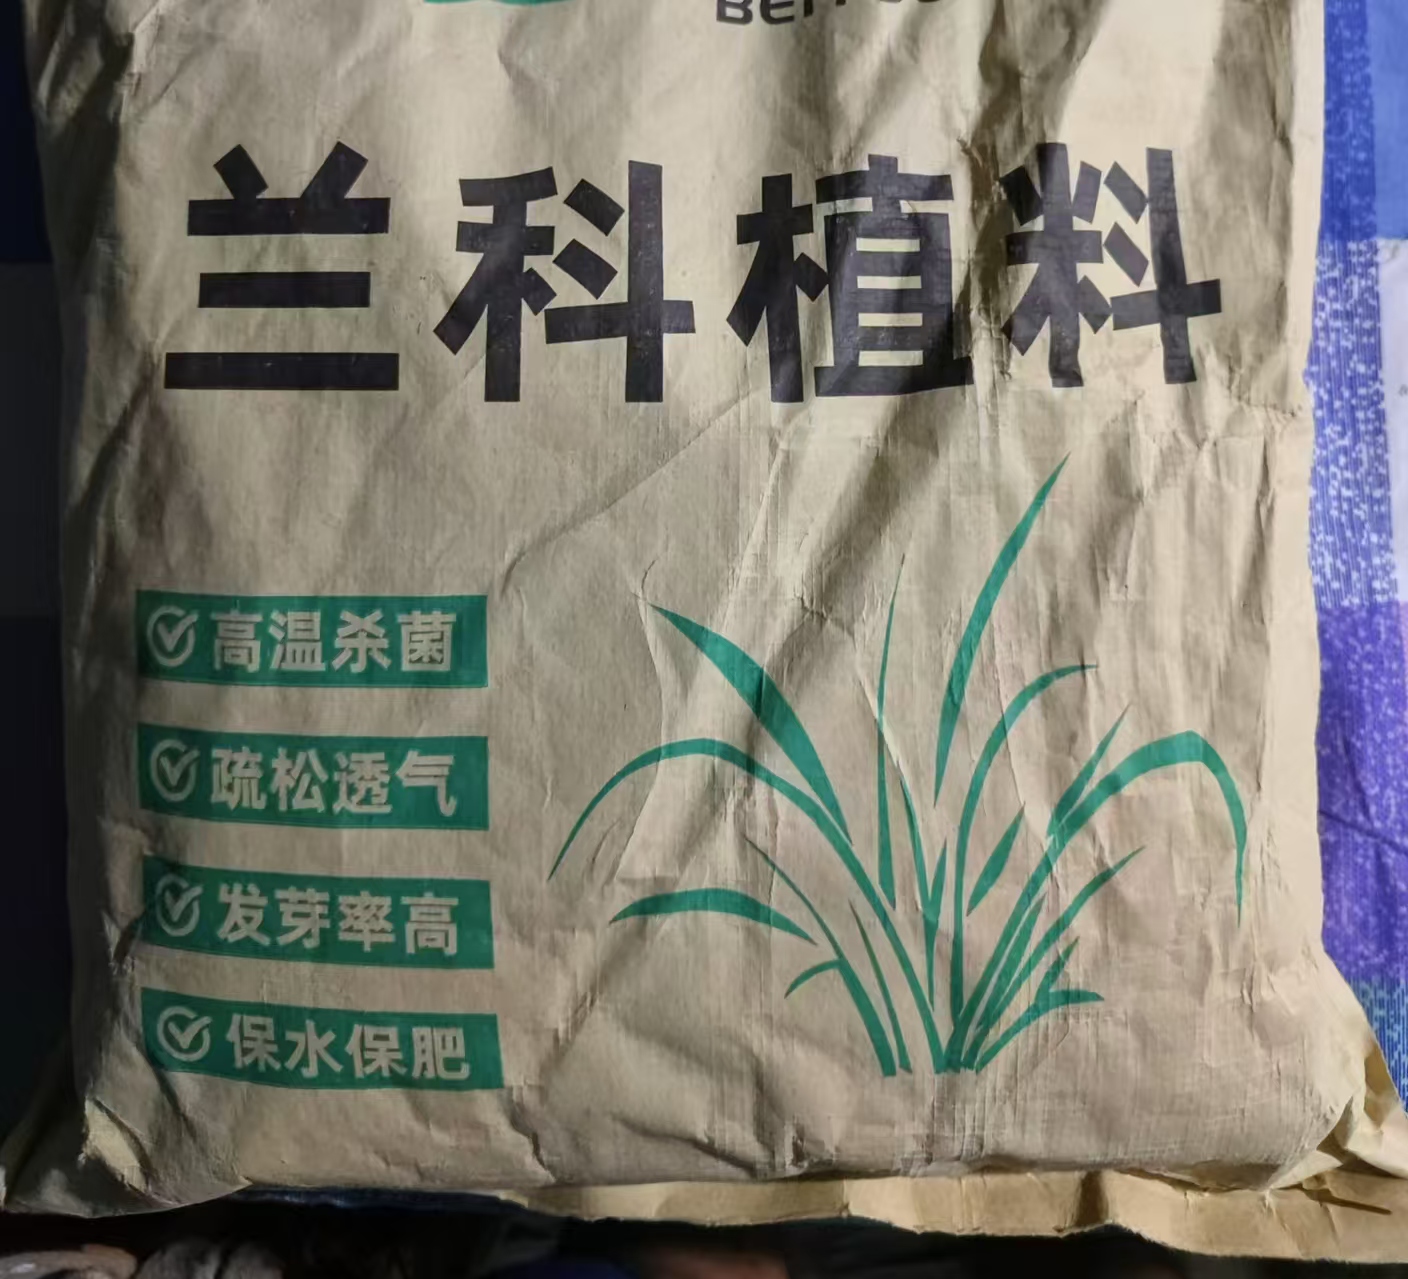 兰科植料
高温杀菌
疏松透气
发芽率高
保水保肥